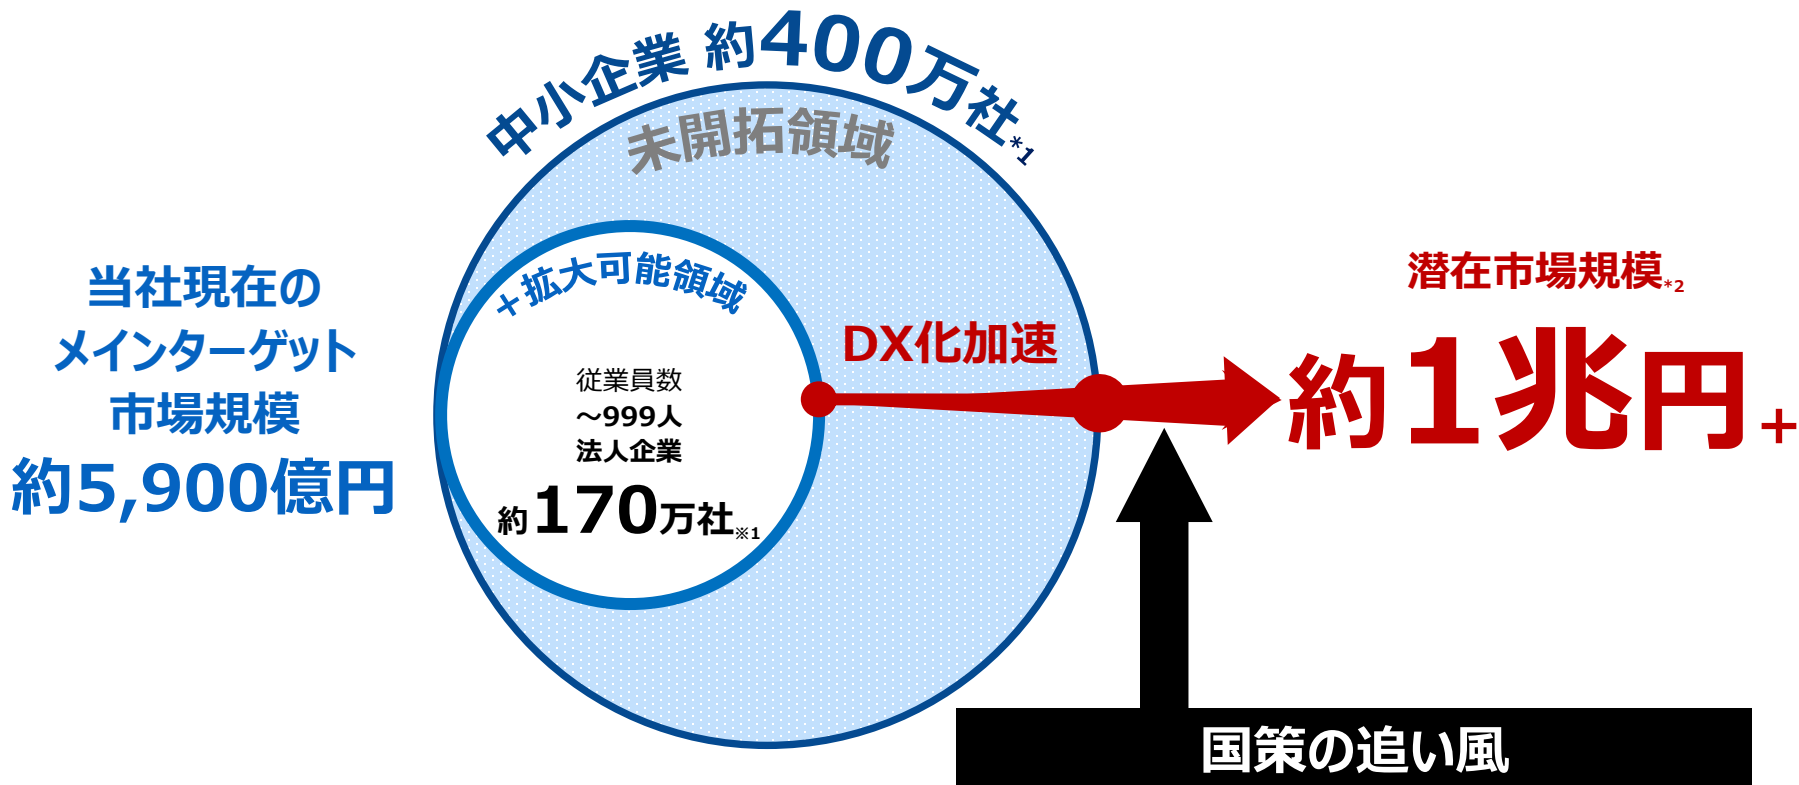 中小企業 約400万社*1
未開拓領域
当社現在の
メインターゲット
市場規模
約5,900億円
+拡大可能領域
従業員数
～999人
法人企業
約170万社※1
DX化加速
潜在市場規模*2
約1兆円+
国策の追い風